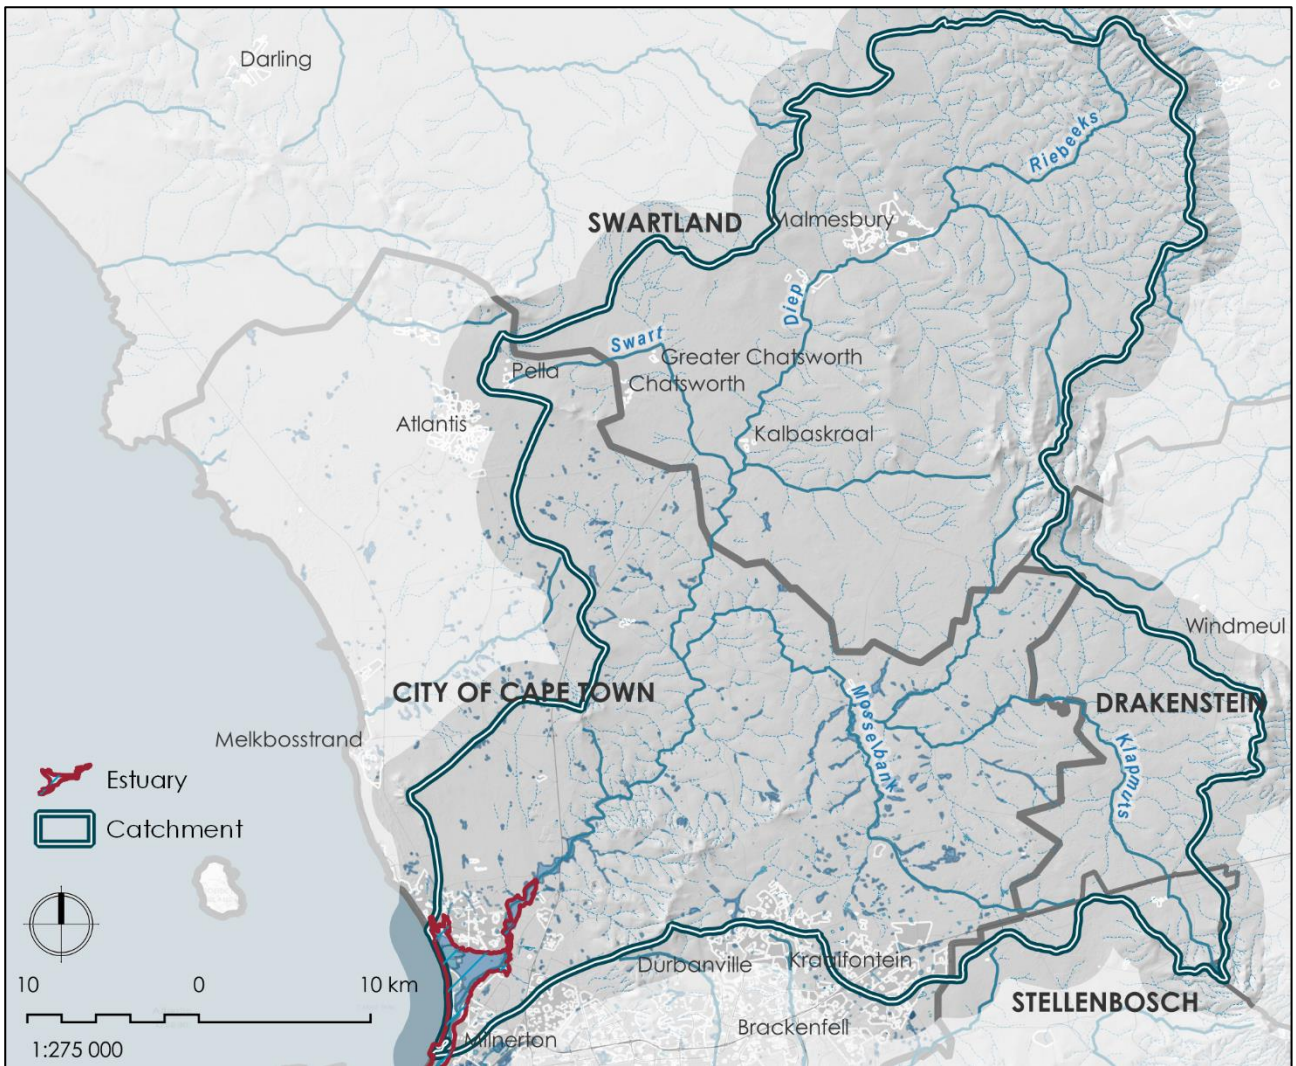 Darling
Riebeeks
SWARTLAND
Malmesbury
Diep
Swart
Greater Chatsworth
Pella
Chatsworth
Atlantis
Kalbaskraal
Windmeul
CITY OF CAPE TOWN
Mosselbank
DRAKENSTEIN
Melkbosstrand
Klapmuts
Estuary
Catchment
Durbanville
Kraaifontein
10 0 10 km
STELLENBOSCH
Brackenfell
Milnerton
1:275 000